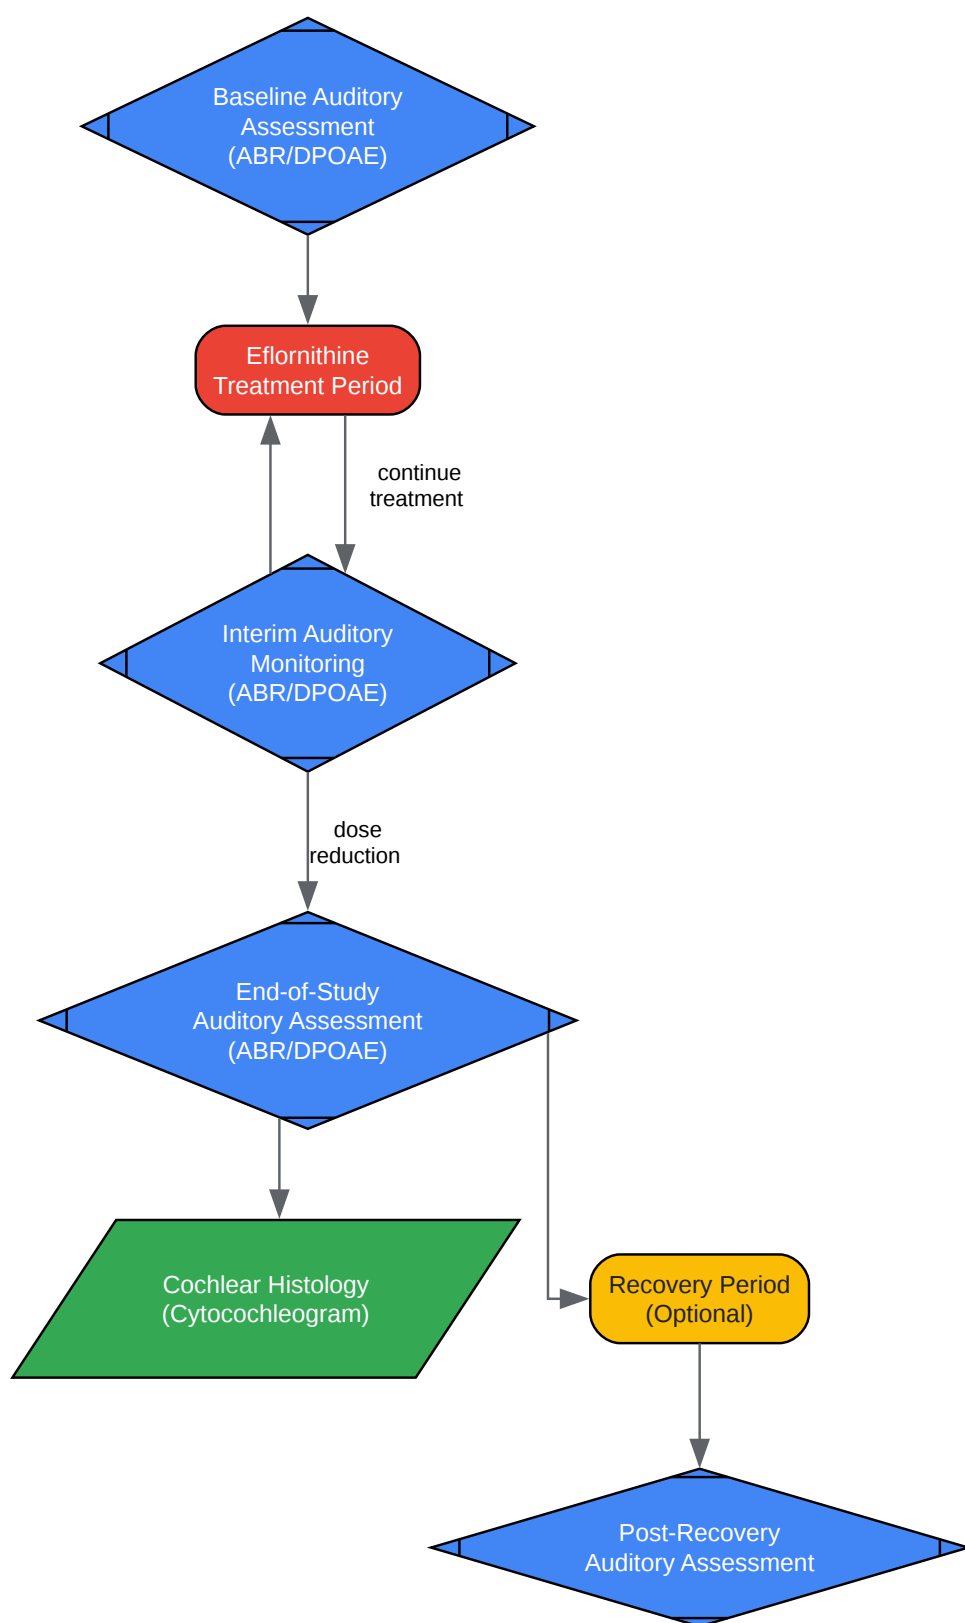 Baseline Auditory
Assessment
(ABR/DPOAE)
Eflornithine
Treatment Period
continue
treatment
Interim Auditory
Monitoring
(ABR/DPOAE)
dose
reduction
End-of-Study
Auditory Assessment
(ABR/DPOAE)
Cochlear Histology
(Cytocochleogram)
Recovery Period
(Optional)
Post-Recovery
Auditory Assessment